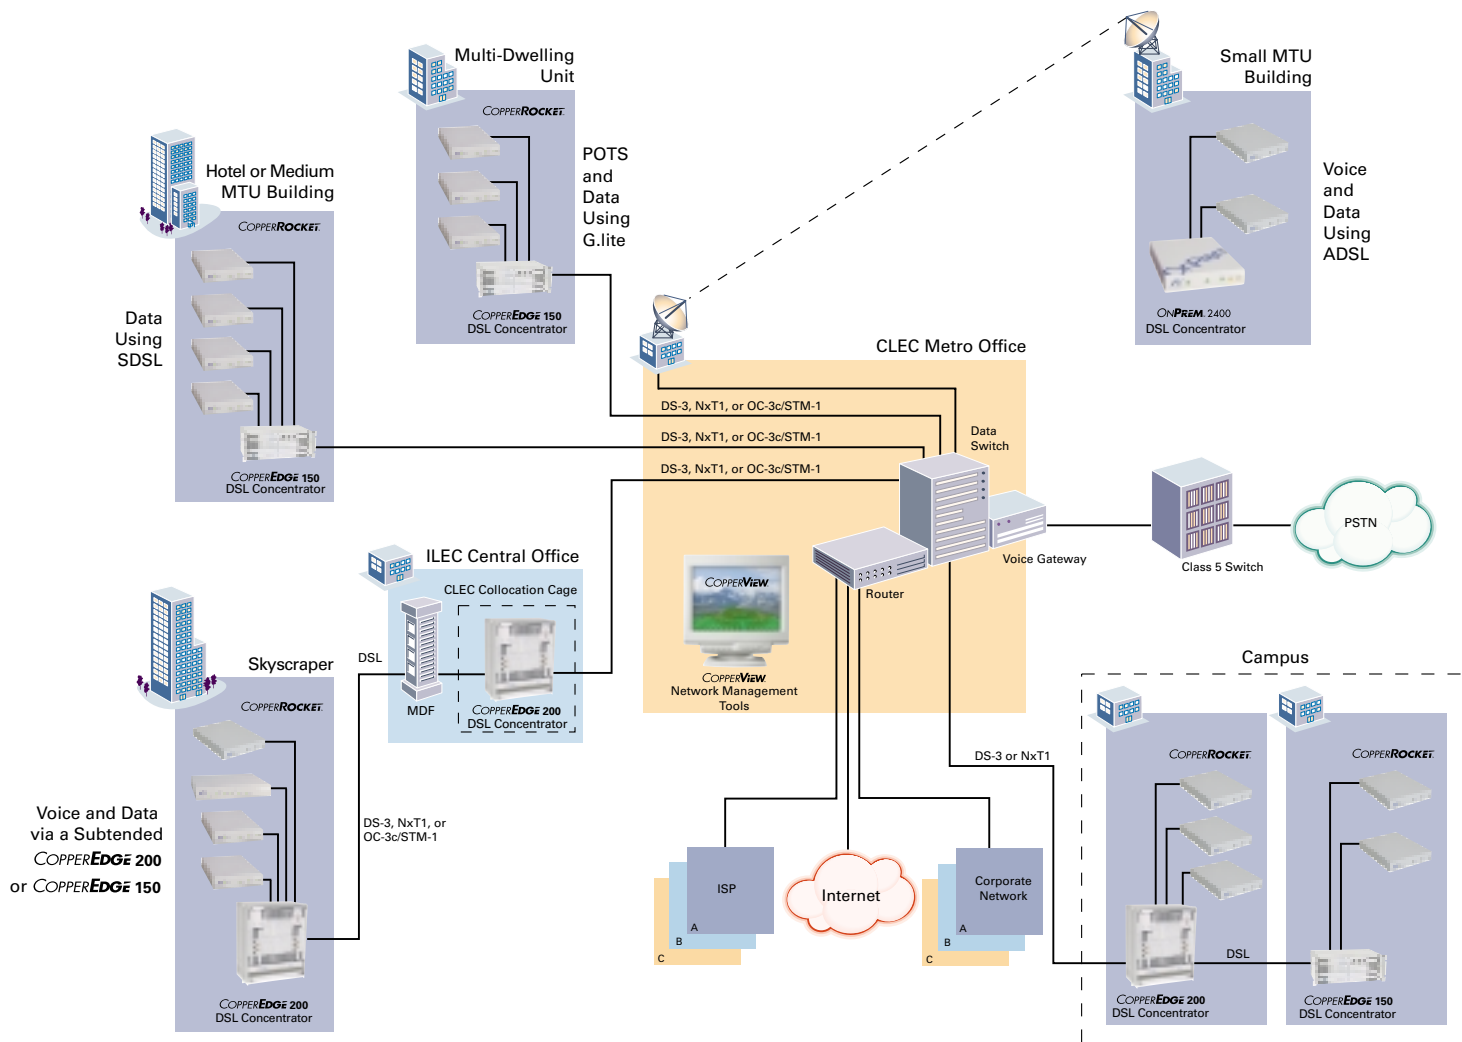 Multi-Dwelling
Unit
COPPERROCKET
POTS
and
Data
Using
G.lite
COPPEREDGE 150
DSL Concentrator
Small MTU
Building
Voice
and
Data
Using
ADSL
ONPREM 2400
DSL Concentrator
Hotel or Medium
MTU Building
COPPERROCKET
Data
Using
SDSL
COPPEREDGE 150
DSL Concentrator
CLEC Metro Office
DS-3, NxT1, or OC-3c/STM-1
DS-3, NxT1, or OC-3c/STM-1
DS-3, NxT1, or OC-3c/STM-1
Data
Switch
Voice Gateway
Router
COPPERVIEW
COPPERVIEW
Network Management
Tools
Class 5 Switch
PSTN
ILEC Central Office
CLEC Collocation Cage
DSL
MDF
COPPEREDGE 200
DSL Concentrator
Skyscraper
COPPERROCKET
Voice and Data
via a Subtended
COPPEREDGE 200
or COPPEREDGE 150
DS-3, NxT1, or
OC-3c/STM-1
COPPEREDGE 200
DSL Concentrator
DS-3 or NxT1
ISP
A
B
C
Internet
Corporate
Network
A
B
C
Campus
COPPERROCKET
COPPERROCKET
DSL
COPPEREDGE 200
DSL Concentrator
COPPEREDGE 150
DSL Concentrator